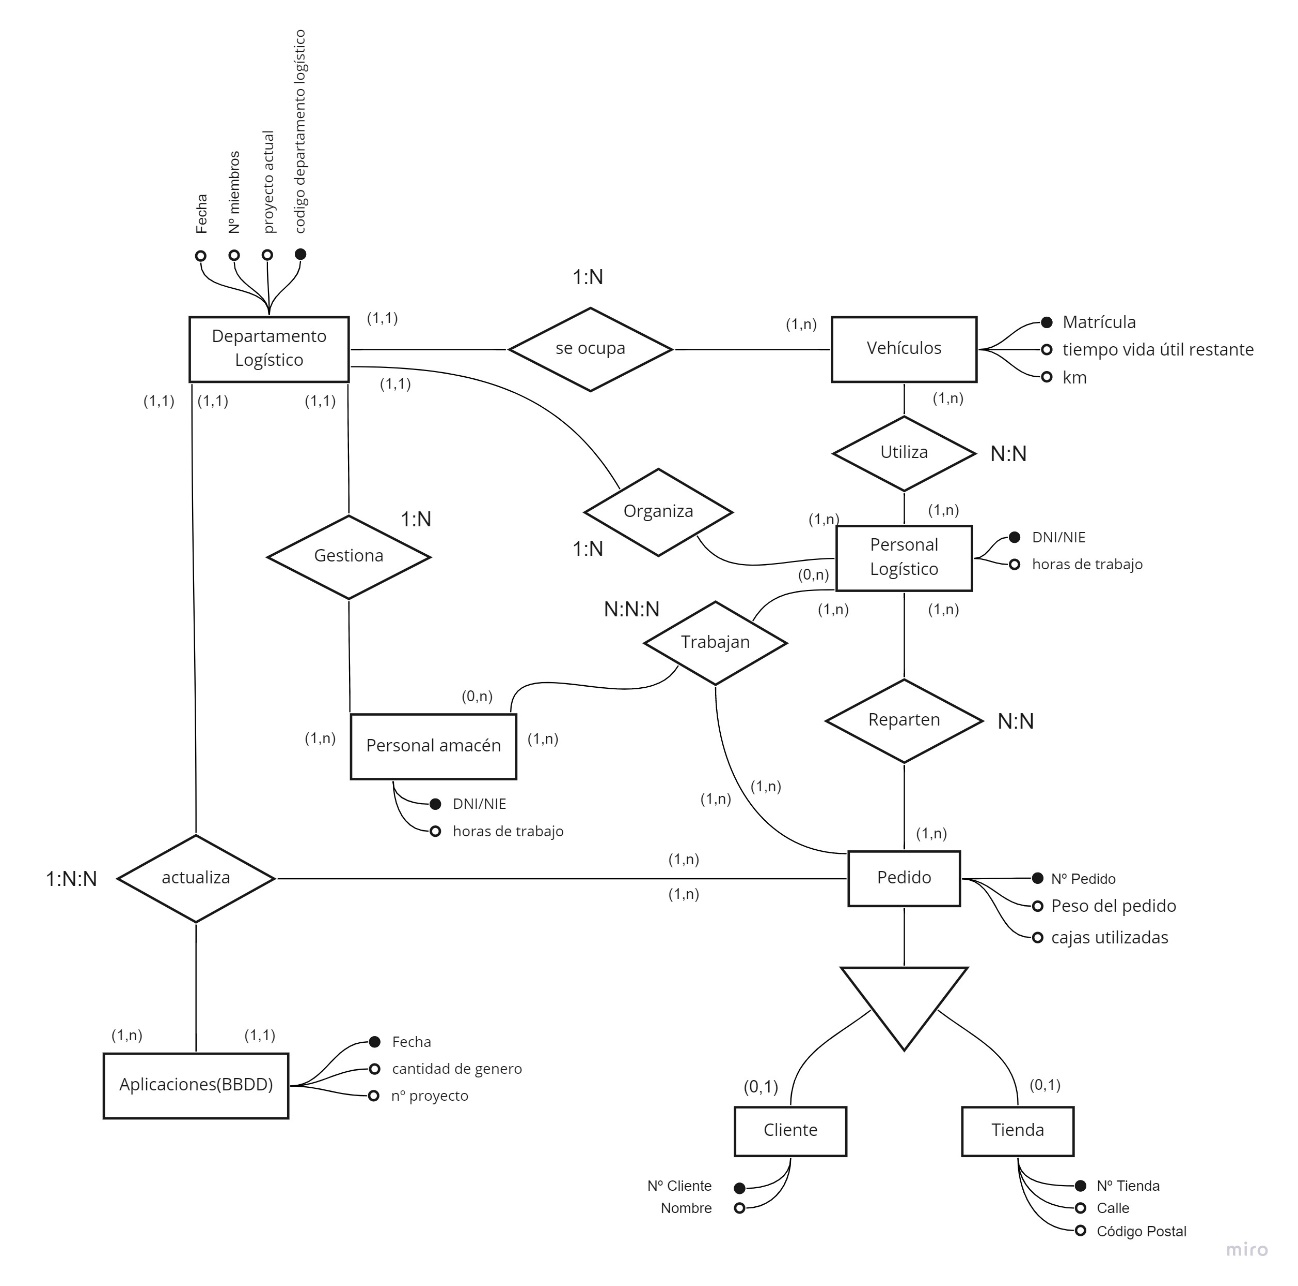 Fecha
Nº miembros
proyecto actual
codigo departamento logístico
1:N
Departamento
Logístico
(1,1)
se ocupa
(1,n)
Vehículos
Matrícula
tiempo vida útil restante
km
(1,1)
(1,1)
(1,1)
(1,1)
(1,n)
Utiliza
N:N
1:N
Gestiona
Organiza
1:N
(1,n)
(1,n)
Personal
Logístico
DNI/NIE
horas de trabajo
(0,n)
(1,n)
(1,n)
N:N:N
Trabajan
(0,n)
Reparten
N:N
(1,n)
Personal amacén
(1,n)
DNI/NIE
horas de trabajo
(1,n)
(1,n)
(1,n)
1:N:N
actualiza
(1,n)
(1,n)
Pedido
Nº Pedido
Peso del pedido
cajas utilizadas
(1,n)
(1,1)
Aplicaciones(BBDD)
Fecha
cantidad de genero
nº proyecto
(0,1)
(0,1)
Cliente
Tienda
Nº Cliente
Nombre
Nº Tienda
Calle
Código Postal
miro